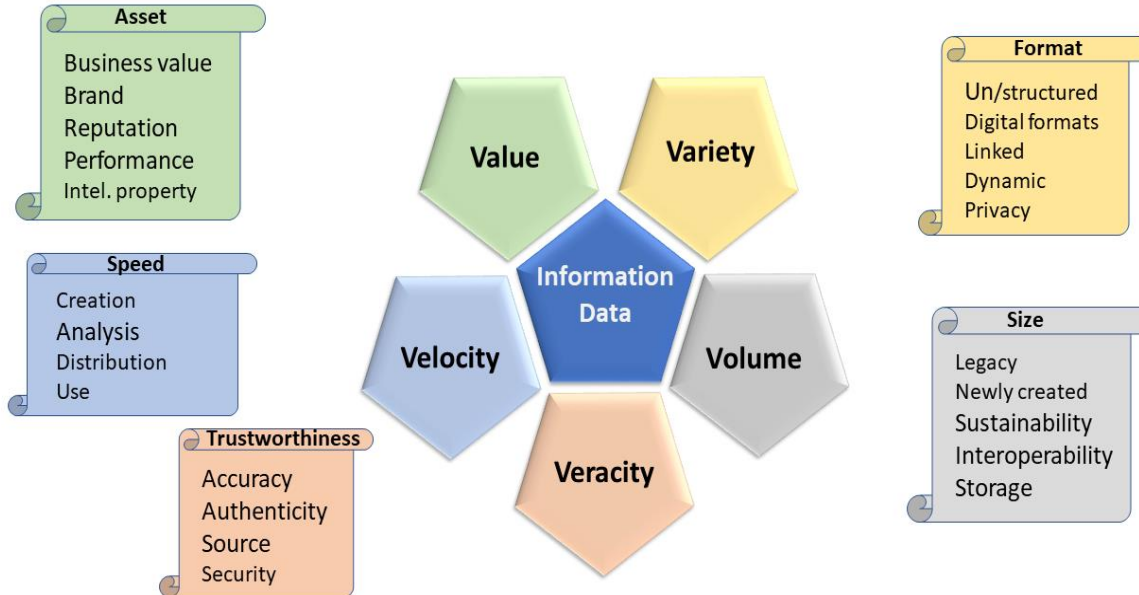 Asset
Business value
Brand
Reputation
Performance
Intel. property
Speed
Creation
Analysis
Distribution
Use
Trustworthiness
Accuracy
Authenticity
Source
Security
Value
Variety
Information
Data
Velocity
Volume
Veracity
Format
Un/structured
Digital formats
Linked
Dynamic
Privacy
Size
Legacy
Newly created
Sustainability
Interoperability
Storage